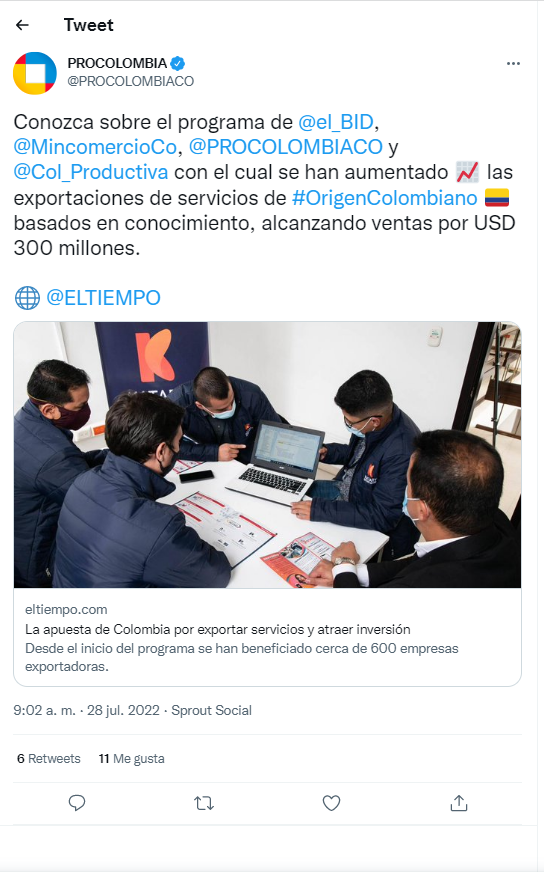 Tweet
PROCOLOMBIA
@PROCOLOMBIACO
Conozca sobre el programa de @el_BID,
@MincomercioCo, @PROCOLOMBIACO y
@Col_Productiva con el cual se han aumentado 📈 las
exportaciones de servicios de #OrigenColombiano 🇨🇴
basados en conocimiento, alcanzando ventas por USD
300 millones.
🌐 @ELTIEMPO
eltiempo.com
La apuesta de Colombia por exportar servicios y atraer inversión
Desde el inicio del programa se han beneficiado cerca de 600 empresas
exportadoras.
9:02 a. m. · 28 jul. 2022 · Sprout Social
6 Retweets 11 Me gusta